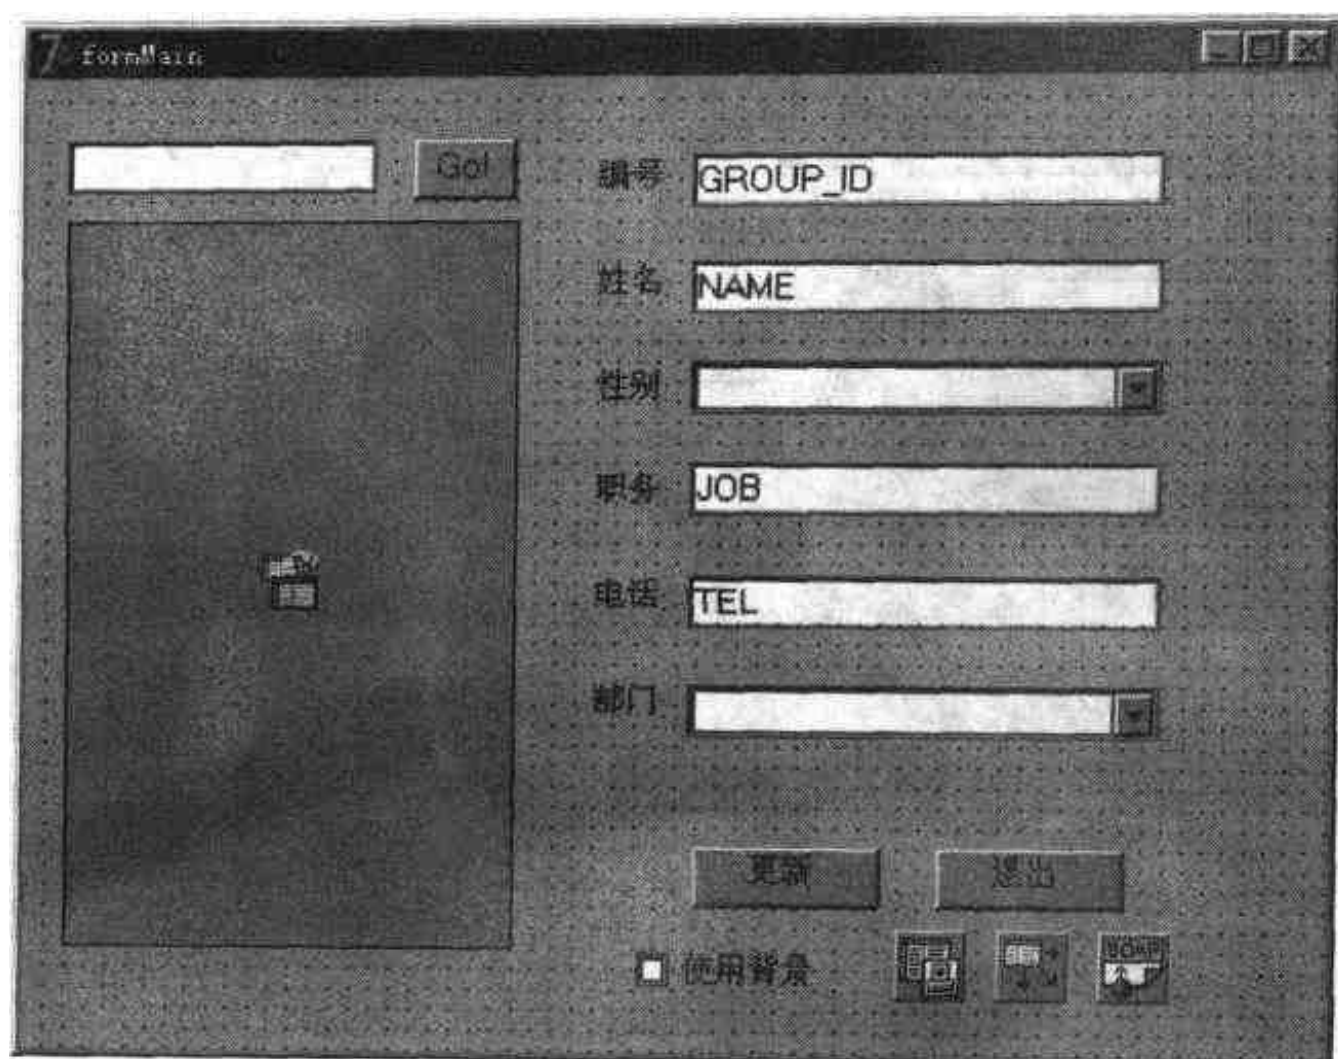 formMain
Go!
编号 GROUP_ID
姓名 NAME
性别
职务 JOB
电话 TEL
部门
更新 退出
使用背景
SOAP